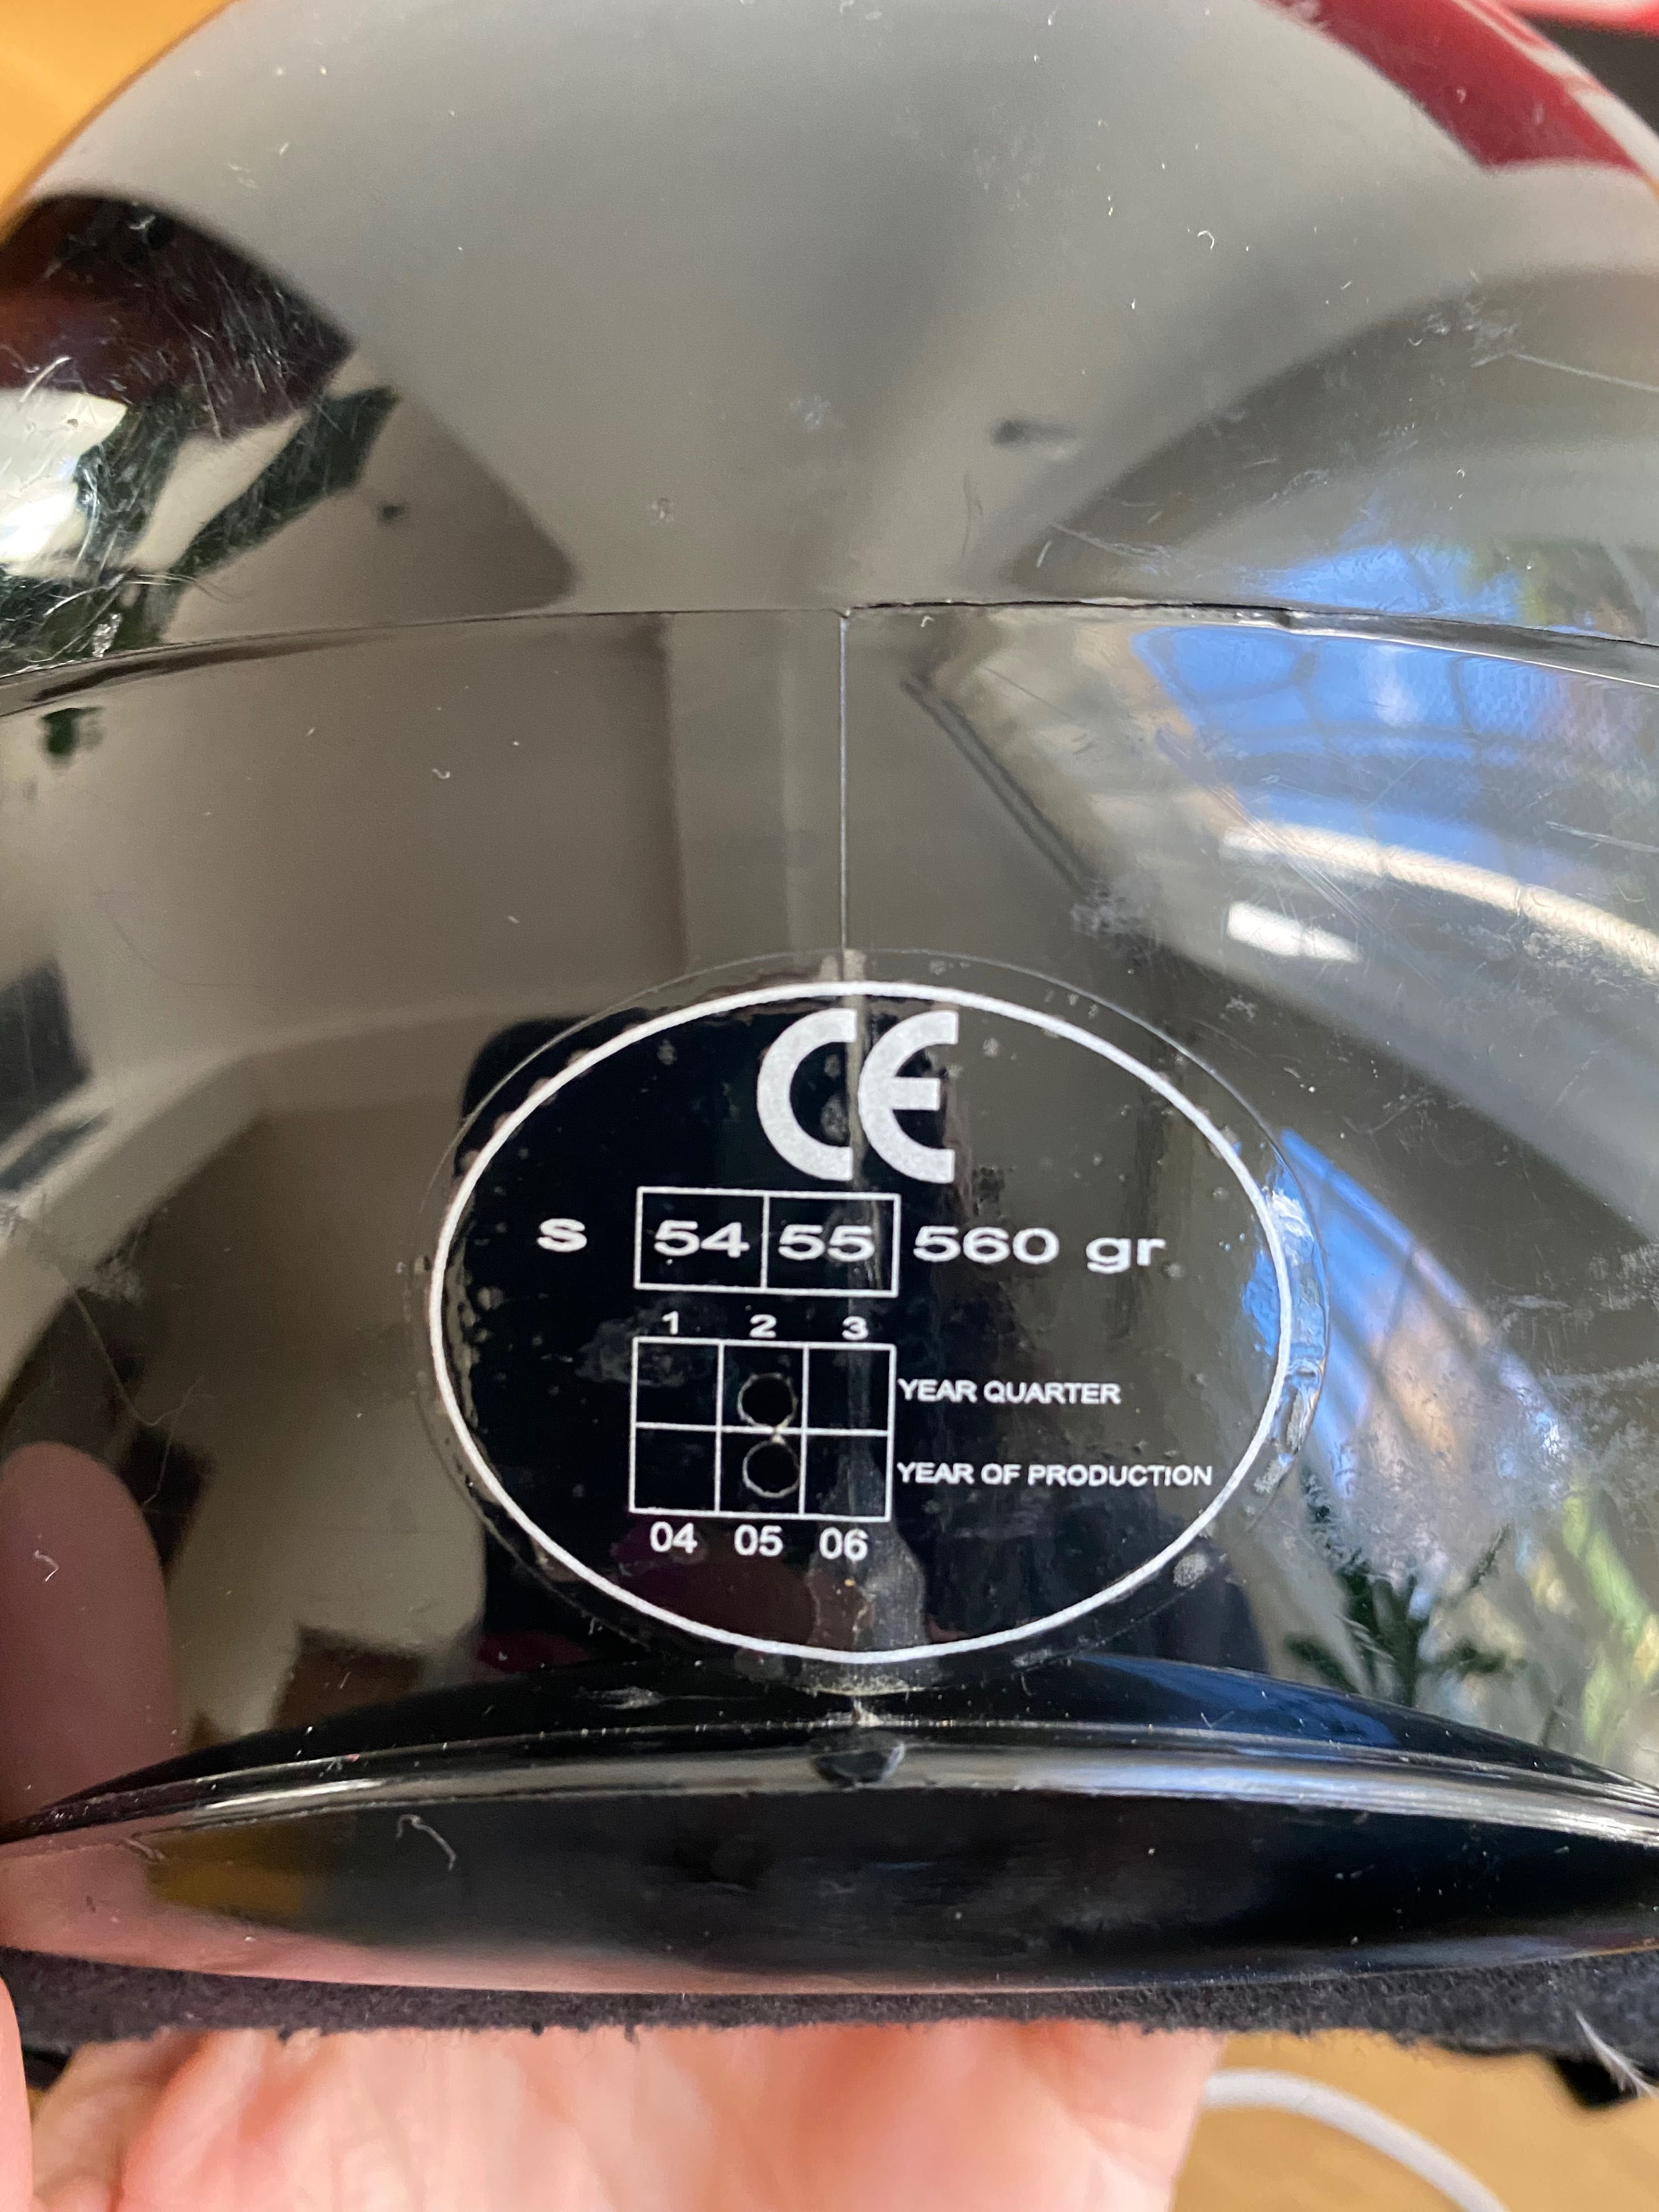 CE
S 54 55 560 gr
1 2 3
YEAR QUARTER
YEAR OF PRODUCTION
04 05 06